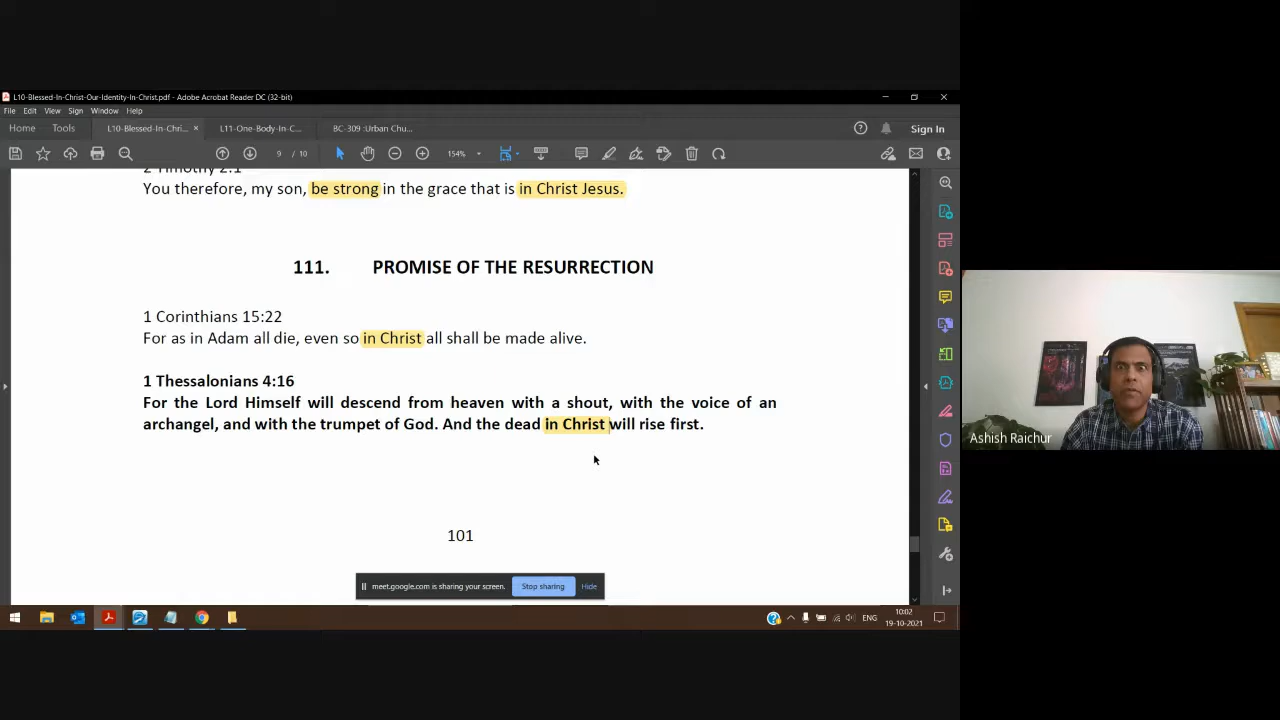 L10-Blessed-In-Christ-Our-Identity-In-Christ.pdf - Adobe Acrobat Reader DC (32-bit)
File Edit View Sign Window Help
Home Tools L10-Blessed-In-Chri... × L11-One-Body-In-C... BC-309 :Urban Chu... Sign In
9 / 10 154%
2 Timothy 2:1
You therefore, my son, be strong in the grace that is in Christ Jesus.
111. PROMISE OF THE RESURRECTION
1 Corinthians 15:22
For as in Adam all die, even so in Christ all shall be made alive.
1 Thessalonians 4:16
For the Lord Himself will descend from heaven with a shout, with the voice of an
archangel, and with the trumpet of God. And the dead in Christ will rise first.
101
meet.google.com is sharing your screen. Stop sharing Hide
ENG 10:02
19-10-2021
Ashish Raichur